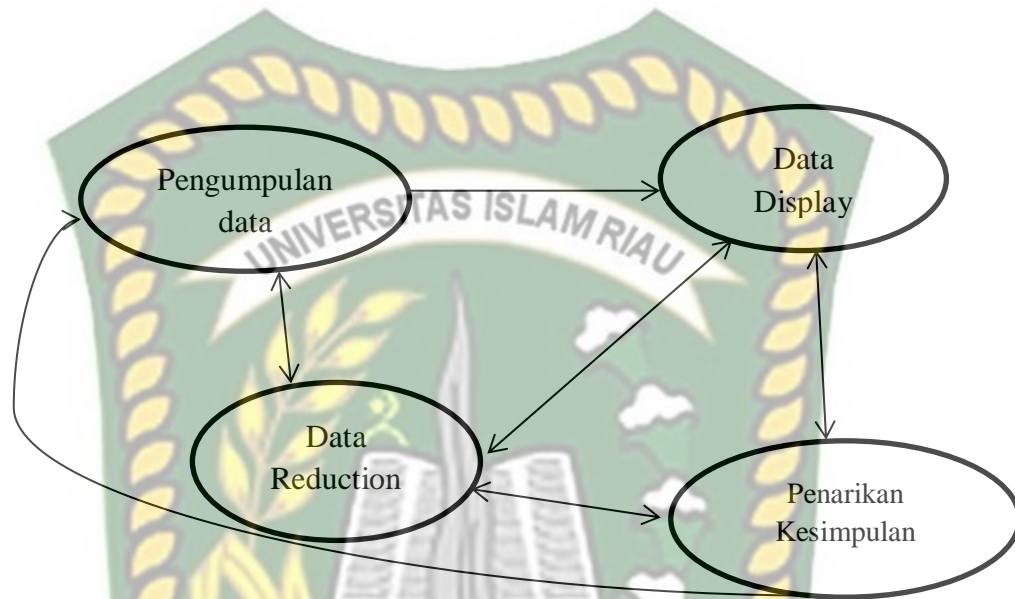 Pengumpulan
data
Data
Display
UNIVERSITAS ISLAM RIAU
Data
Reduction
Penarikan
Kesimpulan